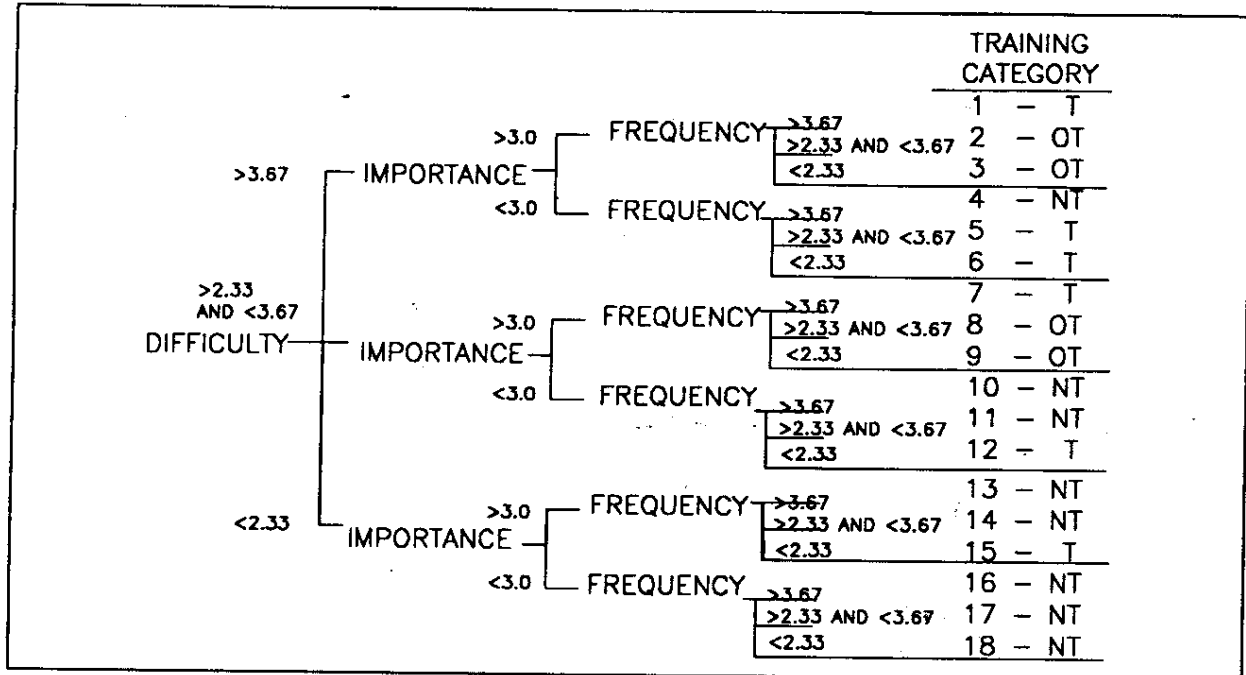 TRAINING
CATEGORY
1 – T
>3.0 FREQUENCY >3.67
>2.33 AND <3.67 2 – OT
<2.33 3 – OT
>3.67 IMPORTANCE
<3.0 FREQUENCY >3.67 4 – NT
>2.33 AND <3.67 5 – T
<2.33 6 – T
>2.33
AND <3.67
DIFFICULTY IMPORTANCE
>3.0 FREQUENCY >3.67 7 – T
>2.33 AND <3.67 8 – OT
<2.33 9 – OT
<3.0 FREQUENCY >3.67 10 – NT
>2.33 AND <3.67 11 – NT
<2.33 12 – T
<2.33 IMPORTANCE
>3.0 FREQUENCY >3.67 13 – NT
>2.33 AND <3.67 14 – NT
<2.33 15 – T
<3.0 FREQUENCY >3.67 16 – NT
>2.33 AND <3.67 17 – NT
<2.33 18 – NT